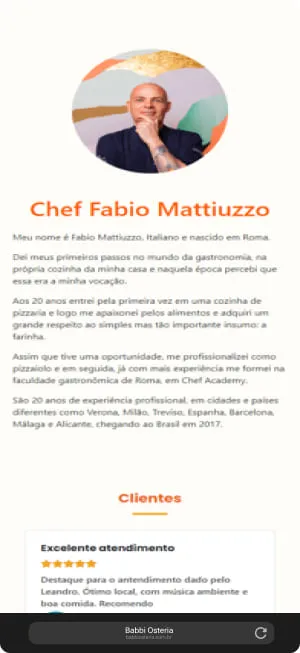 Chef Fabio Mattiuzzo
Meu nome é Fabio Mattiuzzo, Italiano e nascido em Roma.
Dei meus primeiros passos no mundo da gastronomia, na
própria cozinha da minha casa e naquela época percebi que
essa era a minha vocação.
Aos 20 anos entrei pela primeira vez em uma cozinha de
pizzaria e logo me apaixonei pelos alimentos e adquiri um
grande respeito ao simples mas tão importante insumo: a
farinha.
Assim que tive uma oportunidade, me profissionalizei como
pizzaiolo e em seguida, já com mais experiência me formei na
faculdade gastronômica de Roma, em Chef Academy.
São 20 anos de experiência profissional, em cidades e países
diferentes como Verona, Milão, Treviso, Espanha, Barcelona,
Málaga e Alicante, chegando ao Brasil em 2017.
Clientes
Excelente atendimento
Destaque para o antendimento dado pelo
Leandro. Ótimo local, com música ambiente e
boa comida. Recomendo
Babbi Osteria
babbiosteria.com.br